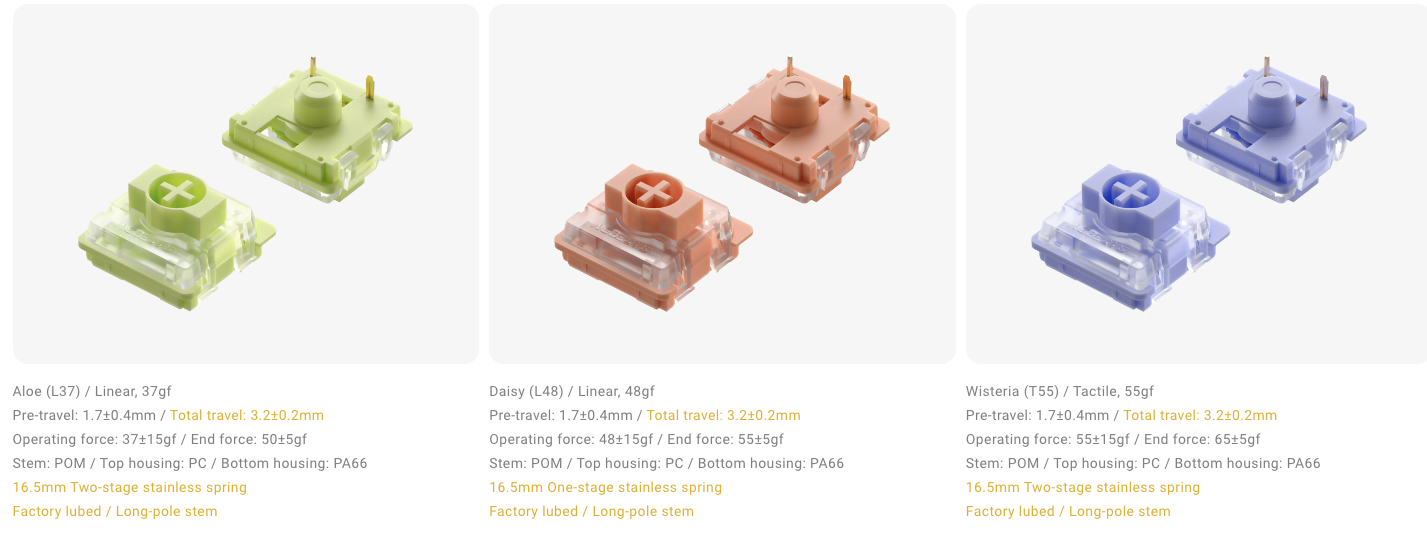 Aloe (L37) / Linear, 37gf
Pre-travel: 1.7±0.4mm / Total travel: 3.2±0.2mm
Operating force: 37±15gf / End force: 50±5gf
Stem: POM / Top housing: PC / Bottom housing: PA66
16.5mm Two-stage stainless spring
Factory lubed / Long-pole stem
Daisy (L48) / Linear, 48gf
Pre-travel: 1.7±0.4mm / Total travel: 3.2±0.2mm
Operating force: 48±15gf / End force: 55±5gf
Stem: POM / Top housing: PC / Bottom housing: PA66
16.5mm One-stage stainless spring
Factory lubed / Long-pole stem
Wisteria (T55) / Tactile, 55gf
Pre-travel: 1.7±0.4mm / Total travel: 3.2±0.2mm
Operating force: 55±15gf / End force: 65±5gf
Stem: POM / Top housing: PC / Bottom housing: PA66
16.5mm Two-stage stainless spring
Factory lubed / Long-pole stem